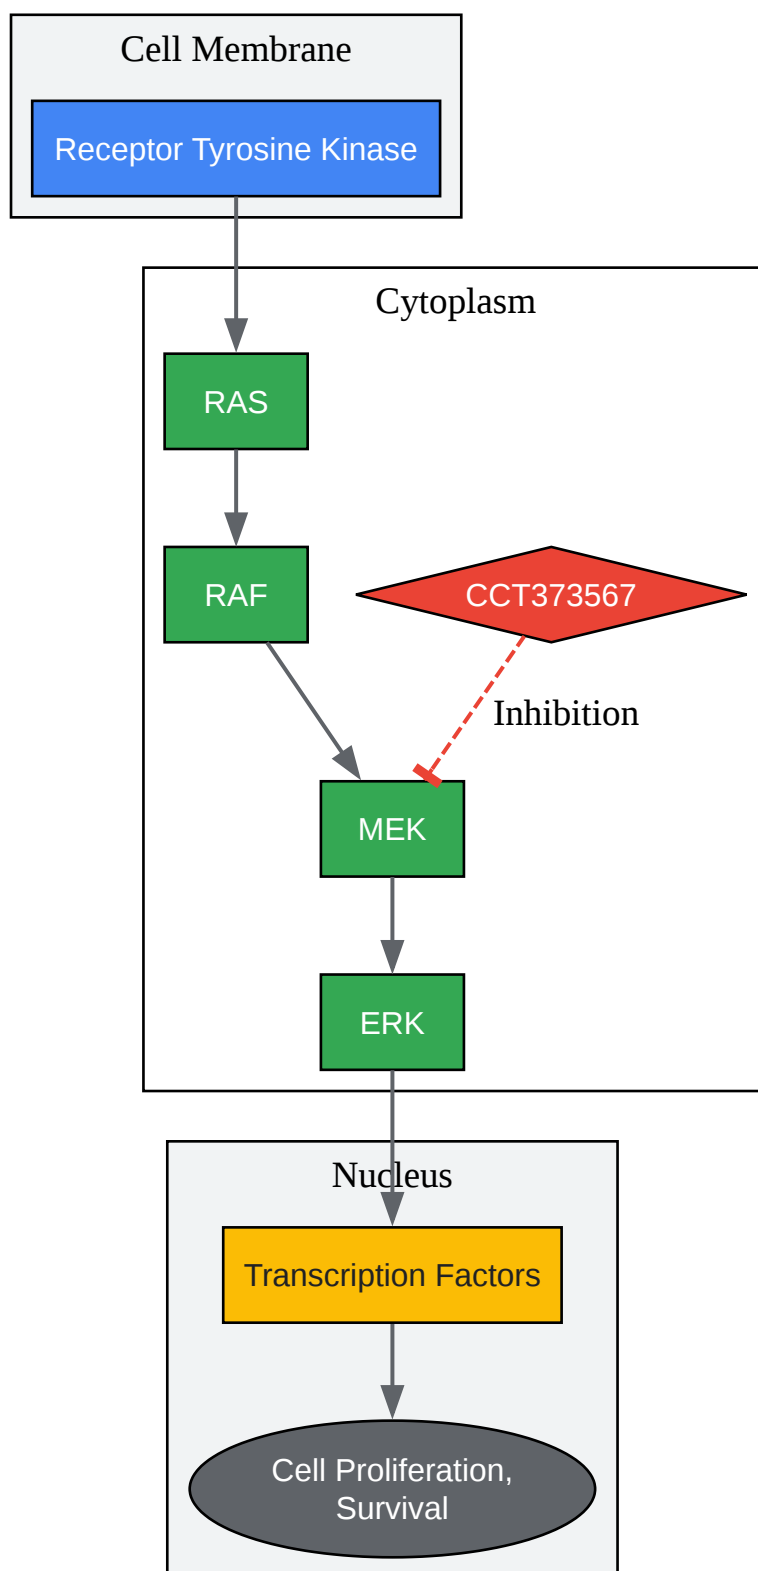 Cell Membrane
Receptor Tyrosine Kinase
Cytoplasm
RAS
RAF
CCT373567
Inhibition
MEK
ERK
Nucleus
Transcription Factors
Cell Proliferation,
Survival